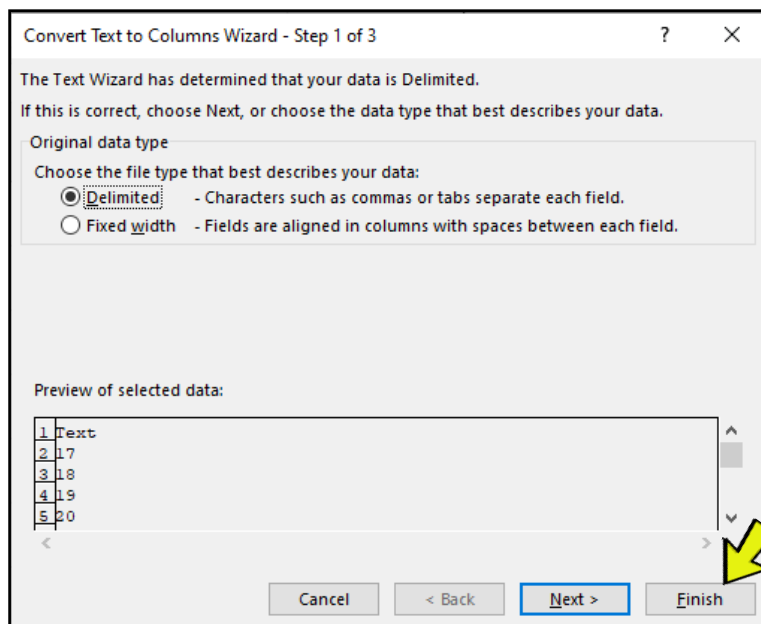 Convert Text to Columns Wizard - Step 1 of 3 ? ×
The Text Wizard has determined that your data is Delimited.
If this is correct, choose Next, or choose the data type that best describes your data.
Original data type
Choose the file type that best describes your data:
Delimited - Characters such as commas or tabs separate each field.
Fixed width - Fields are aligned in columns with spaces between each field.
Preview of selected data:
1 Text
2 17
3 18
4 19
5 20
Cancel < Back Next > Finish